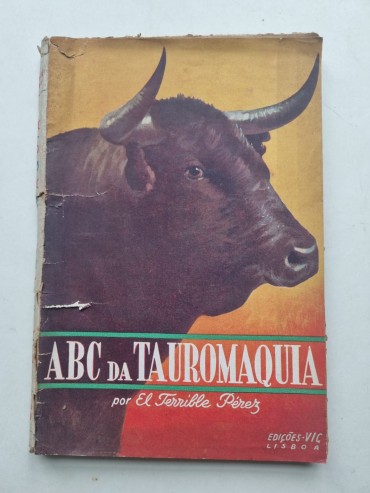 ABC DA TAUROMAQUIA
por El Terrible Pérez
EDIÇÕES-VIC
LISBOA